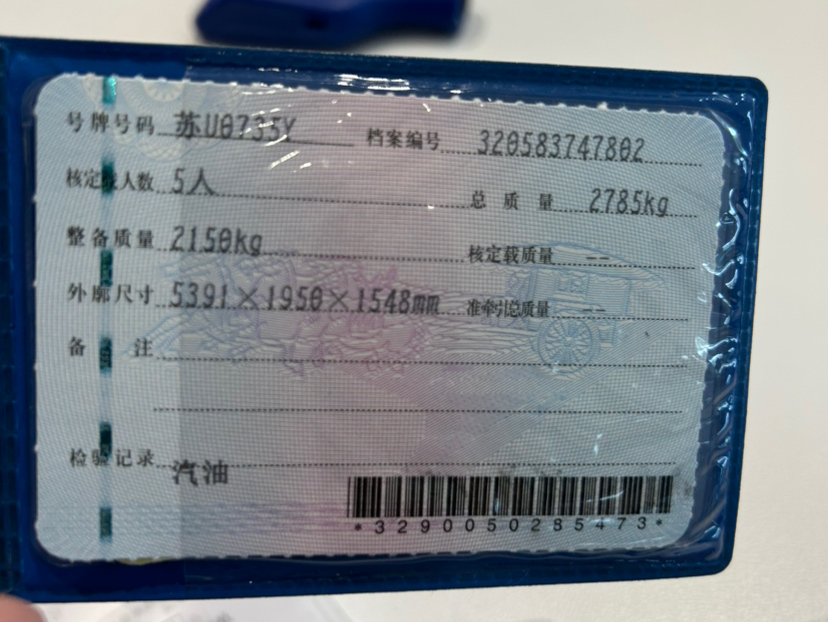 号牌号码 苏U0735Y 档案编号 320583747802
核定载人数 5人 总质量 2785kg
整备质量 2150kg 核定载质量 --
外廓尺寸 5391×1950×1548mm 准牵引总质量 --
备注
检验记录 汽油
*3290050285473*